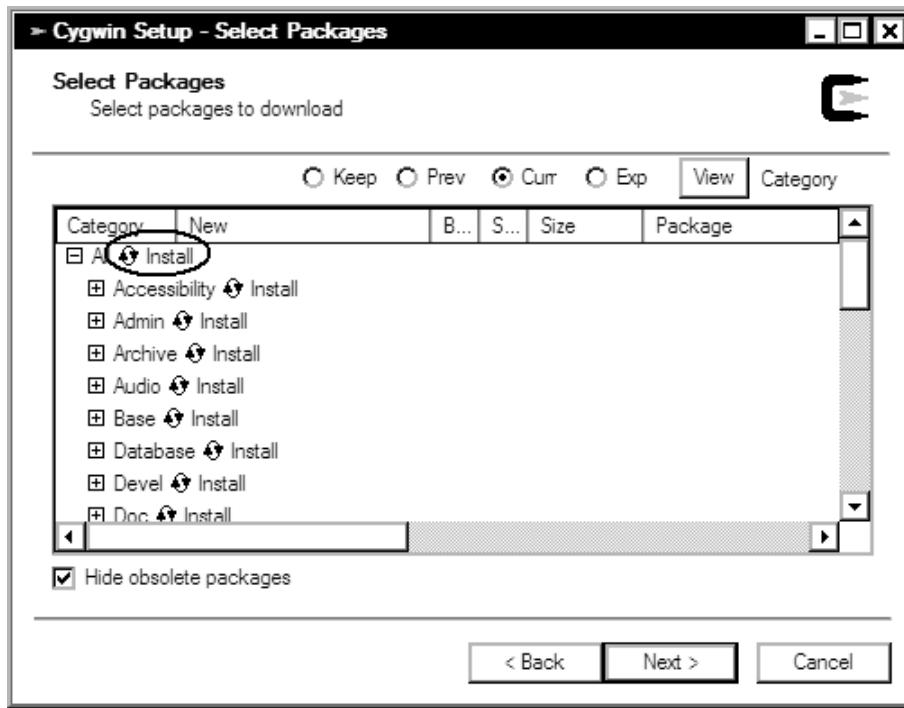 Cygwin Setup - Select Packages
Select Packages
Select packages to download
Keep Prev Curr Exp View Category
Category New B... S... Size Package
Install
Accessibility Install
Admin Install
Archive Install
Audio Install
Base Install
Database Install
Devel Install
Doc Install
Hide obsolete packages
< Back Next > Cancel